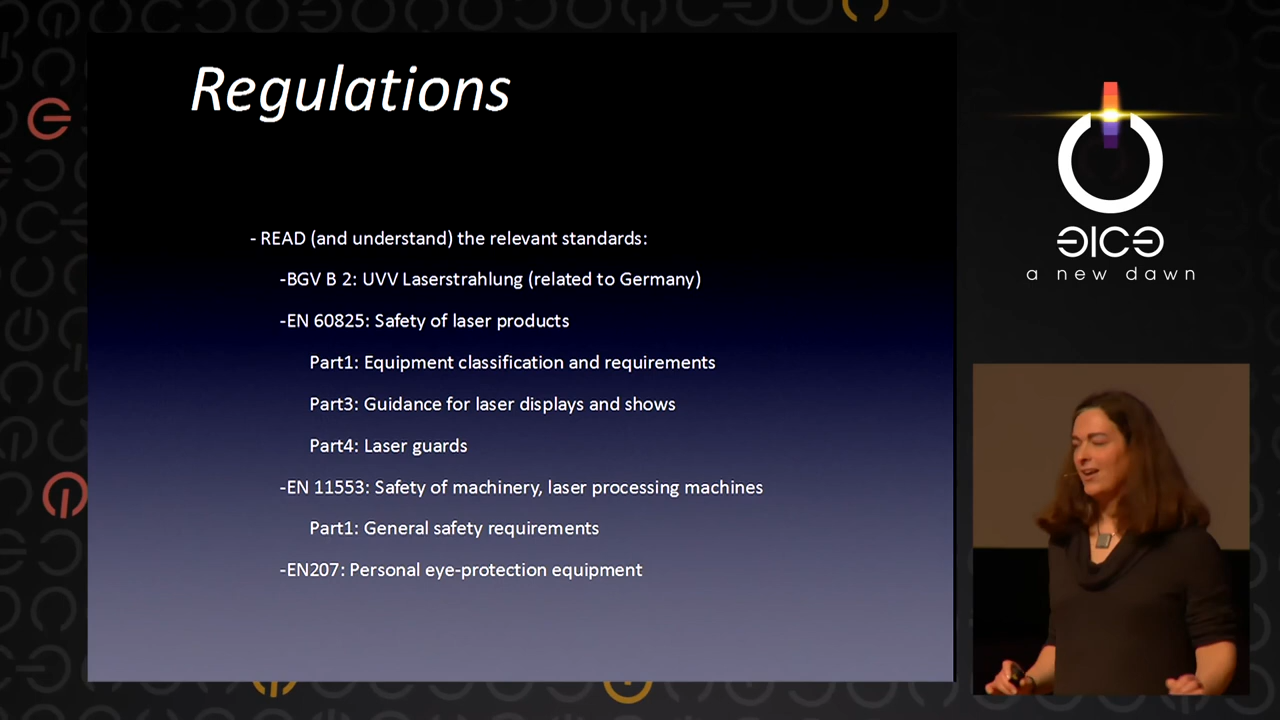 Regulations
- READ (and understand) the relevant standards:
-BGV B 2: UVV Laserstrahlung (related to Germany)
-EN 60825: Safety of laser products
Part1: Equipment classification and requirements
Part3: Guidance for laser displays and shows
Part4: Laser guards
-EN 11553: Safety of machinery, laser processing machines
Part1: General safety requirements
-EN207: Personal eye-protection equipment
a new dawn